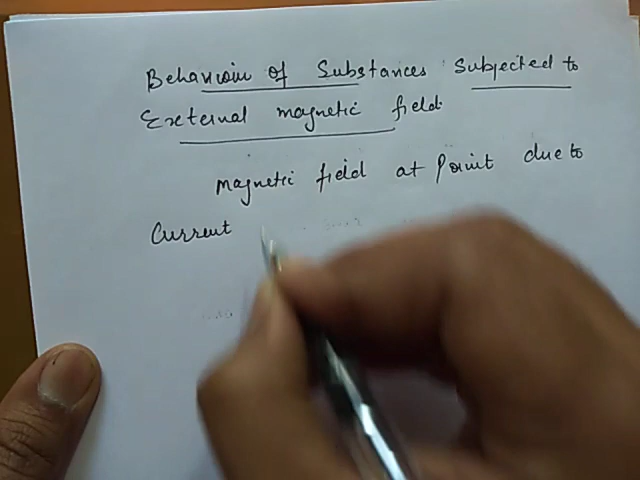 Behaviour of Substances Subjected to
External magnetic field.
magnetic field at point due to
Current